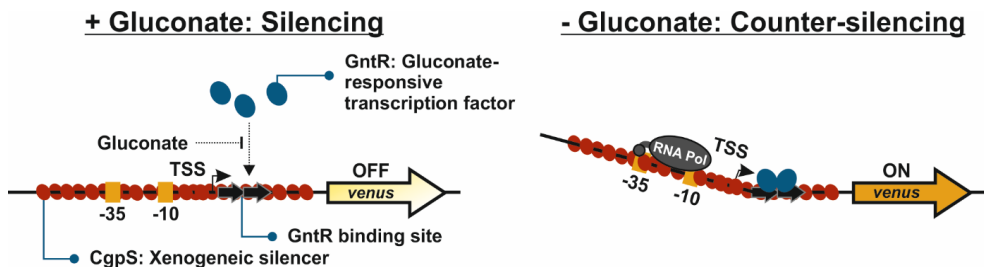 + Gluconate: Silencing
GntR: Gluconate-
responsive
transcription factor
Gluconate
TSS
OFF
venus
-35
-10
GntR binding site
CgpS: Xenogeneic silencer
- Gluconate: Counter-silencing
RNA Pol
TSS
ON
venus
-35
-10